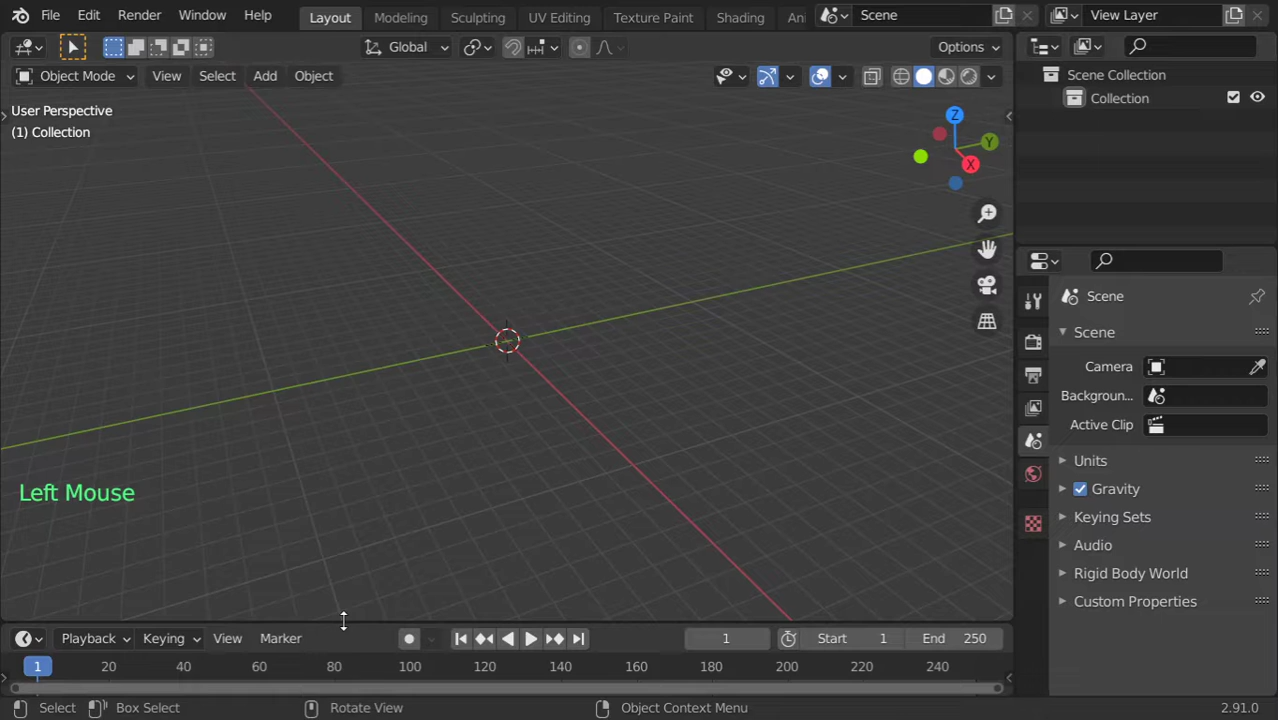 File Edit Render Window Help Layout Modeling Sculpting UV Editing Texture Paint Shading An Scene View Layer
Global Options
Object Mode View Select Add Object
Scene Collection
Collection
User Perspective
(1) Collection
Z
Y
X
Scene
Scene
Camera
Backgroun...
Active Clip
Units
Gravity
Keying Sets
Audio
Rigid Body World
Custom Properties
Left Mouse
Playback Keying View Marker 1 Start 1 End 250
1 20 40 60 80 100 120 140 160 180 200 220 240
Select Box Select Rotate View Object Context Menu 2.91.0